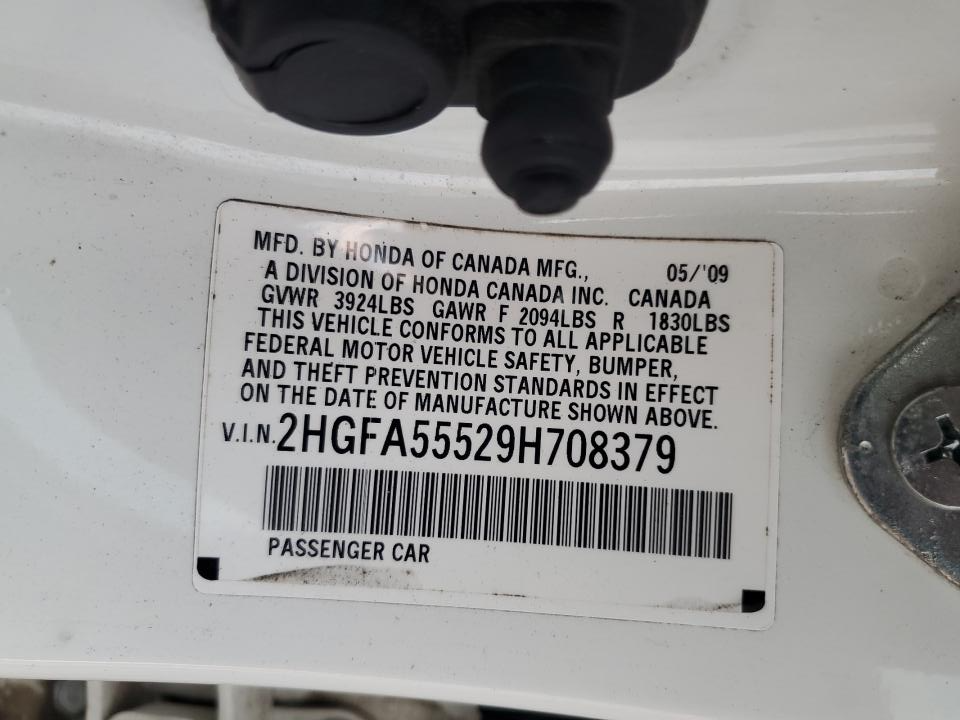 MFD. BY HONDA OF CANADA MFG., 05/'09
A DIVISION OF HONDA CANADA INC. CANADA
GVWR 3924LBS GAWR F 2094LBS R 1830LBS
THIS VEHICLE CONFORMS TO ALL APPLICABLE
FEDERAL MOTOR VEHICLE SAFETY, BUMPER,
AND THEFT PREVENTION STANDARDS IN EFFECT
ON THE DATE OF MANUFACTURE SHOWN ABOVE.
V.I.N. 2HGFA55529H708379
PASSENGER CAR